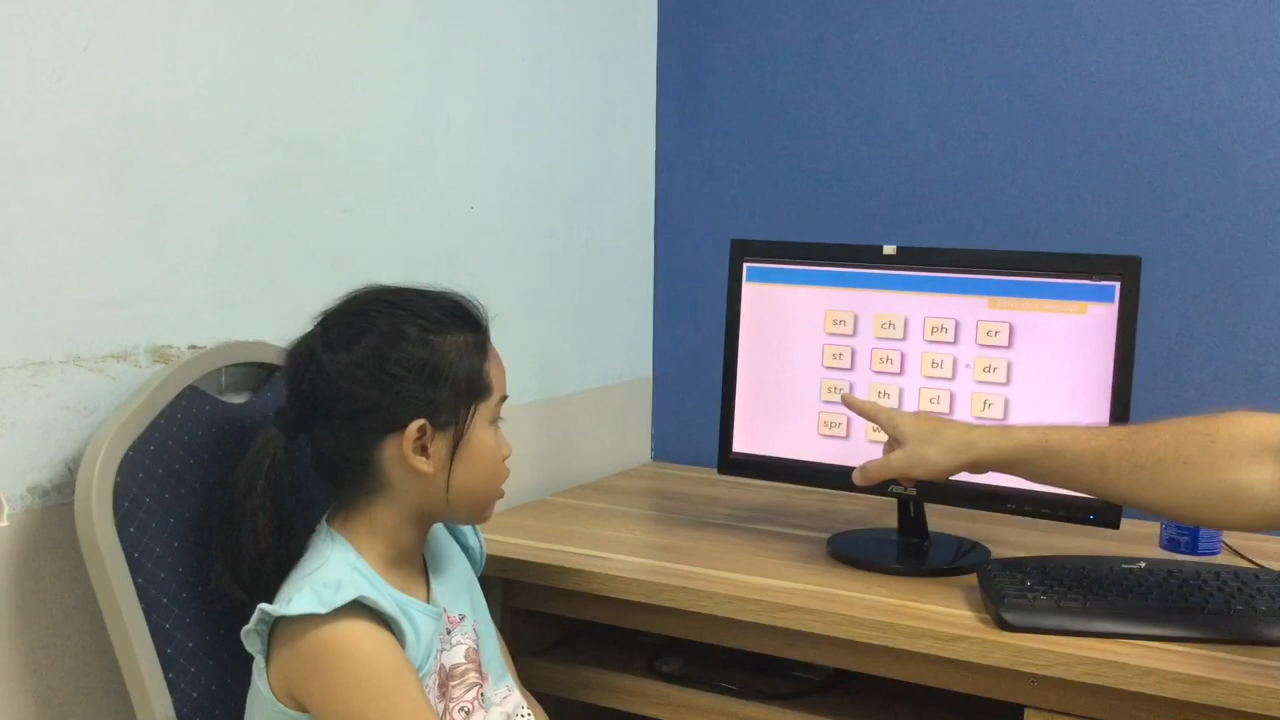 sn ch ph cr
st sh bl dr
str th cl fr
spr
ASUS